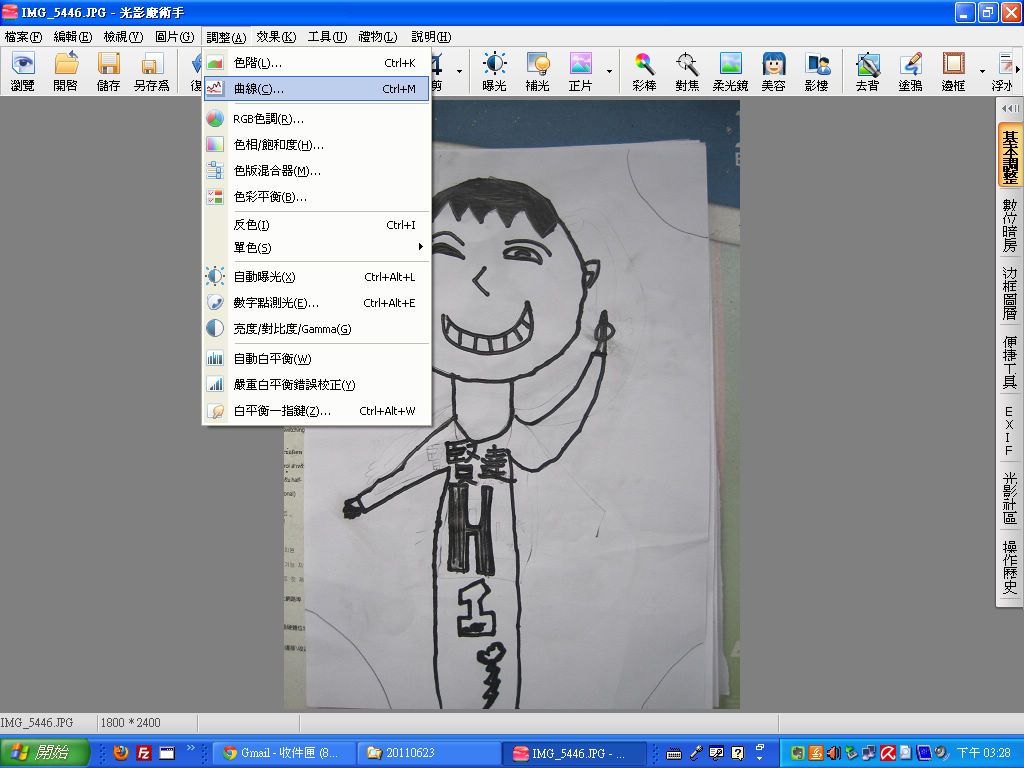 IMG_5446.JPG - 光影魔術手
檔案(F) 編輯(E) 檢視(V) 圖片(G) 調整(A) 效果(K) 工具(U) 禮物(L) 說明(H)
瀏覽 開啓 儲存 另存爲 復 剪 曝光 補光 正片 彩棒 對焦 柔光鏡 美容 影樓 去背 塗鴉 邊框 浮水
色階(L)... Ctrl+K
曲線(C)... Ctrl+M
RGB色調(R)...
色相/飽和度(H)...
色版混合器(M)...
色彩平衡(B)...
反色(I) Ctrl+I
單色(S)
自動曝光(X) Ctrl+Alt+L
數字點測光(E)... Ctrl+Alt+E
亮度/對比度/Gamma(G)
自動白平衡(W)
嚴重白平衡錯誤校正(Y)
白平衡一指鍵(Z)... Ctrl+Alt+W
基本調整
數位暗房
边框圖層
便捷工具
EXIF
光影社區
操作歷史
賢達
H
I
IMG_5446.JPG 1800 * 2400
開始 Gmail - 收件匣 (8... 20110623 IMG_5446.JPG - ... 下午 03:28